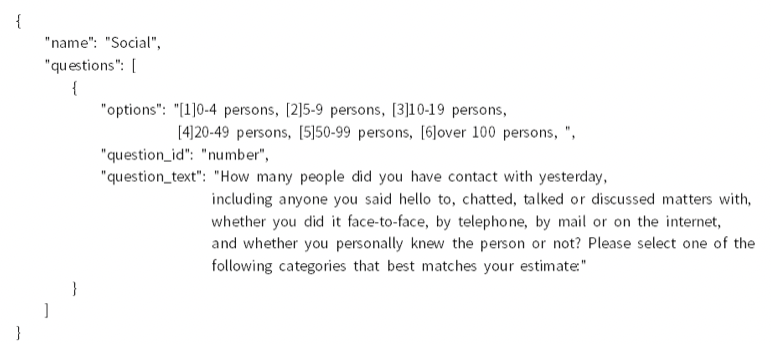 {
"name": "Social",
"questions": [
{
"options": "[1]0-4 persons, [2]5-9 persons, [3]10-19 persons,
[4]20-49 persons, [5]50-99 persons, [6]over 100 persons, ",
"question_id": "number",
"question_text": "How many people did you have contact with yesterday,
including anyone you said hello to, chatted, talked or discussed matters with,
whether you did it face-to-face, by telephone, by mail or on the internet,
and whether you personally knew the person or not? Please select one of the
following categories that best matches your estimate:"
}
]
}